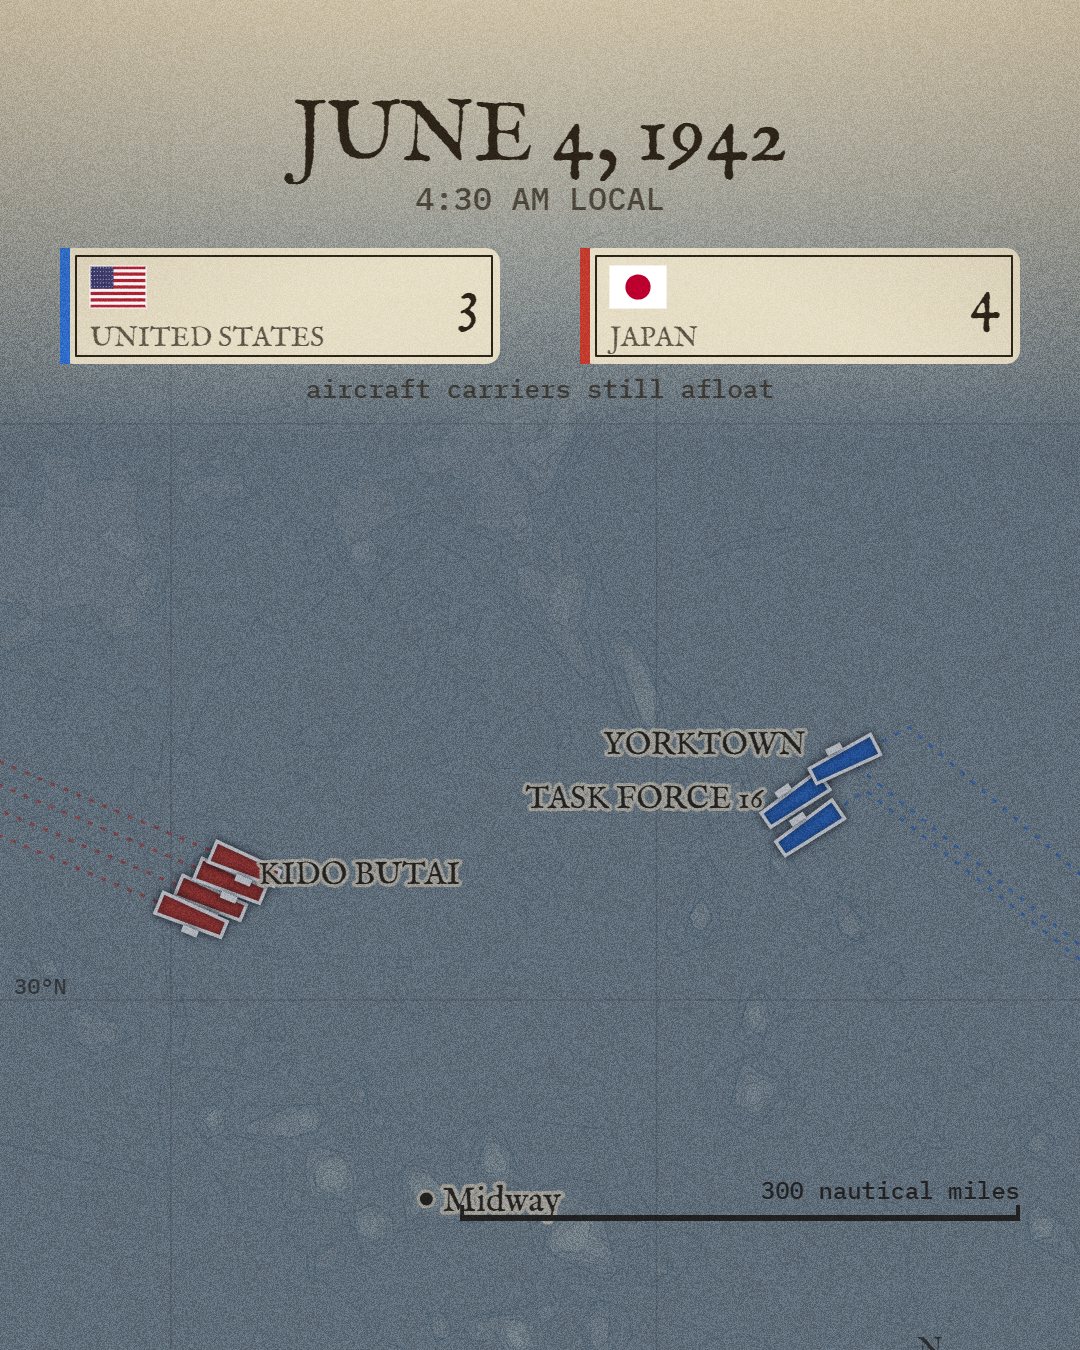 JUNE 4, 1942
4:30 AM LOCAL
UNITED STATES
3
JAPAN
4
aircraft carriers still afloat
YORKTOWN
TASK FORCE 16
KIDO BUTAI
30°N
300 nautical miles
Midway
N